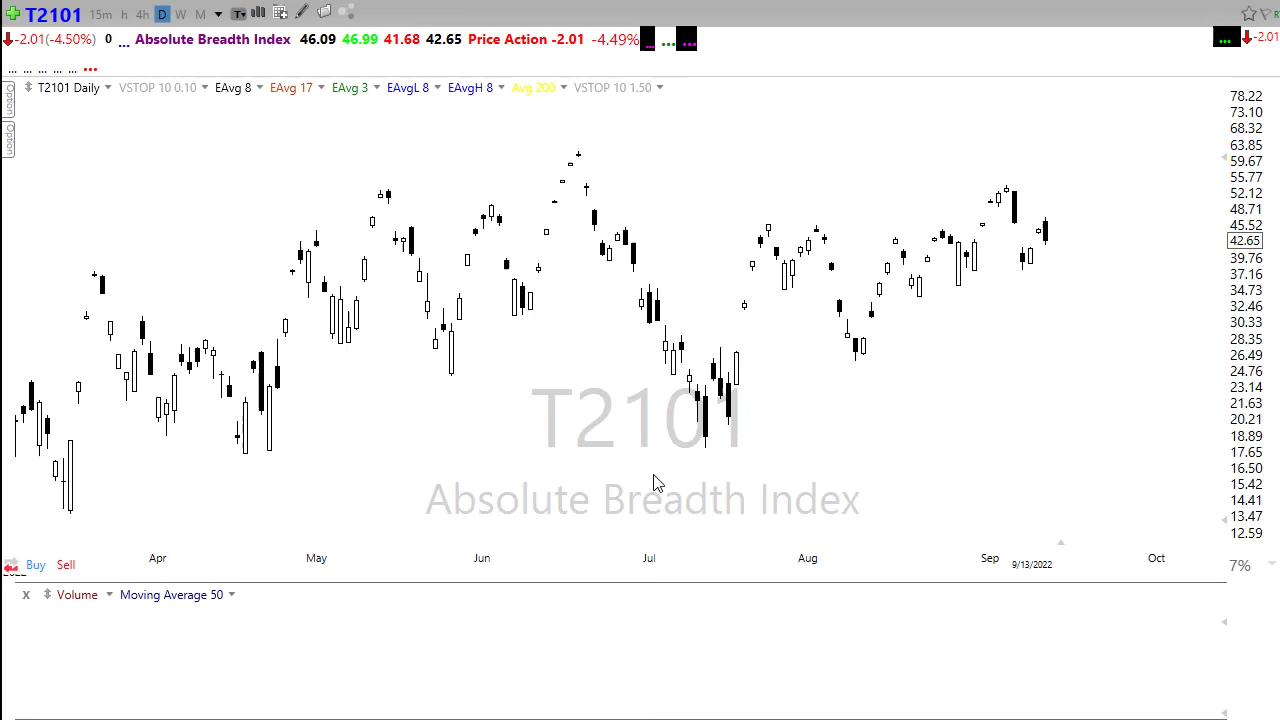 T2101 15m h 4h D W M T
-2.01(-4.50%) 0 ... Absolute Breadth Index 46.09 46.99 41.68 42.65 Price Action -2.01 -4.49% ... ... ... ... -2.01
... ... ... ... ... ...
T2101 Daily VSTOP 10 0.10 EAvg 8 EAvg 17 EAvg 3 EAvgL 8 EAvgH 8 Avg 200 VSTOP 10 1.50
Option
Option
78.22
73.10
68.32
63.85
59.67
55.77
52.12
48.71
45.52
42.65
39.76
37.16
34.73
32.46
30.33
28.35
26.49
24.76
23.14
21.63
20.21
18.89
17.65
16.50
15.42
14.41
13.47
12.59
T2101
Absolute Breadth Index
Apr May Jun Jul Aug Sep 9/13/2022 Oct
Buy Sell 7%
x Volume Moving Average 50